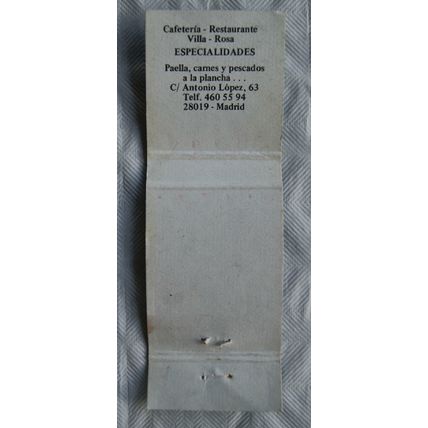 Cafetería - Restaurante
Villa - Rosa
ESPECIALIDADES
Paella, carnes y pescados
a la plancha . . .
C/ Antonio López, 63
Telf. 460 55 94
28019 - Madrid